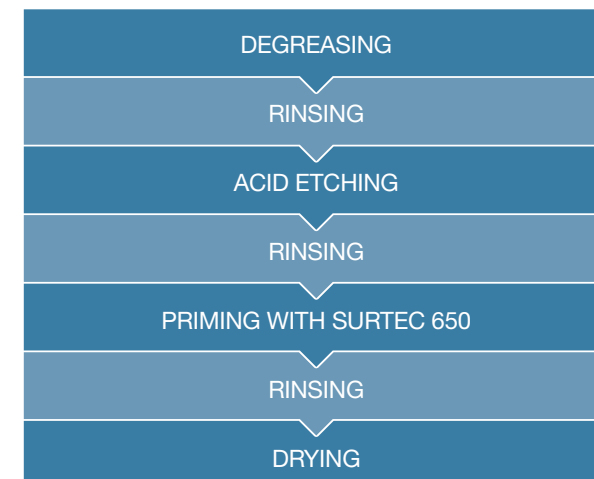 DEGREASING
RINSING
ACID ETCHING
RINSING
PRIMING WITH SURTEC 650
RINSING
DRYING